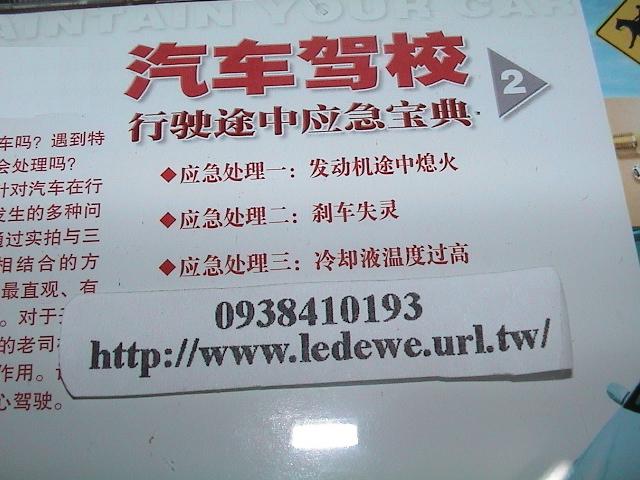 MAINTAIN YOUR CAR
汽车驾校
2
行驶途中应急宝典
◆应急处理一：发动机途中熄火
◆应急处理二：刹车失灵
◆应急处理三：冷却液温度过高
车吗？遇到特
会处理吗？
针对汽车在行
发生的多种问
通过实拍与三
相结合的方
最直观、有
。对于
的老司
作用。
心驾驶。
0938410193
http://www.ledewe.url.tw/